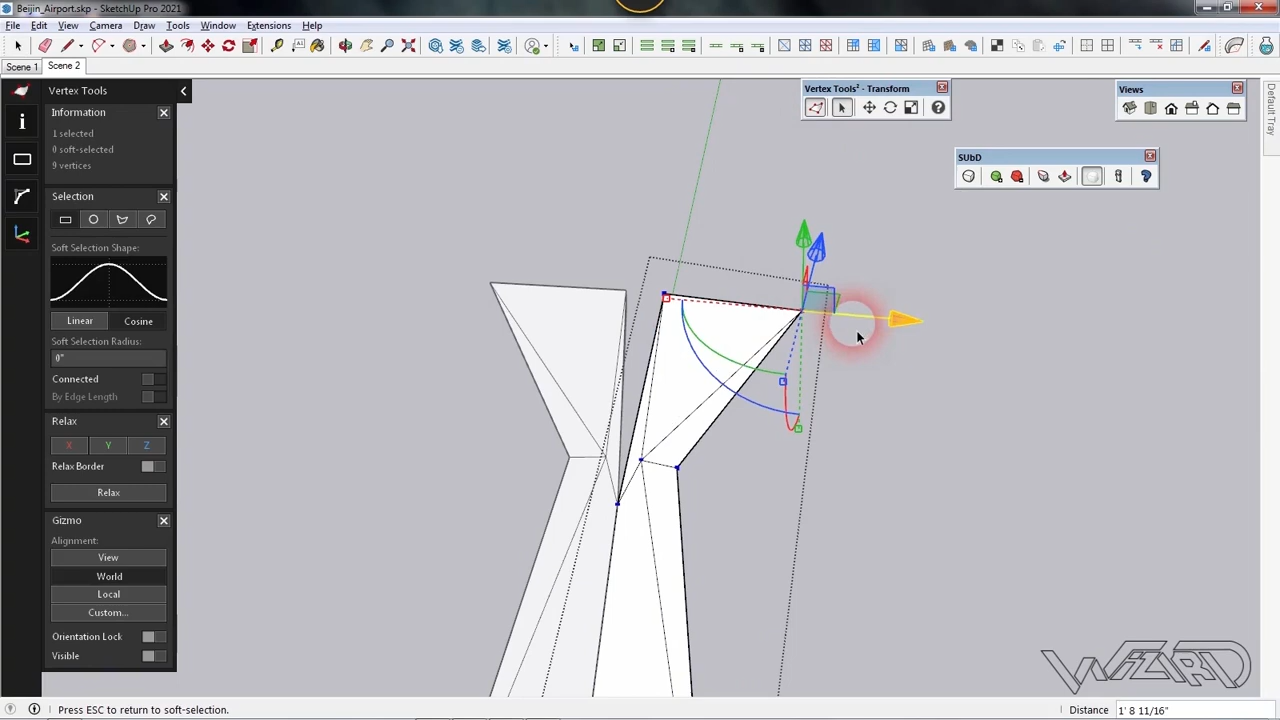 Beijin_Airport.skp - SketchUp Pro 2021
File Edit View Camera Draw Tools Window Extensions Help
Scene 1 Scene 2
Vertex Tools
Information
1 selected
0 soft-selected
9 vertices
Selection
Soft Selection Shape:
Linear Cosine
Soft Selection Radius:
0"
Connected
By Edge Length
Relax
X Y Z
Relax Border
Relax
Gizmo
Alignment:
View
World
Local
Custom...
Orientation Lock
Visible
Vertex Tools² - Transform
Views
SUbD
Default Tray
WIZARD
Press ESC to return to soft-selection.
Distance 1' 8 11/16"